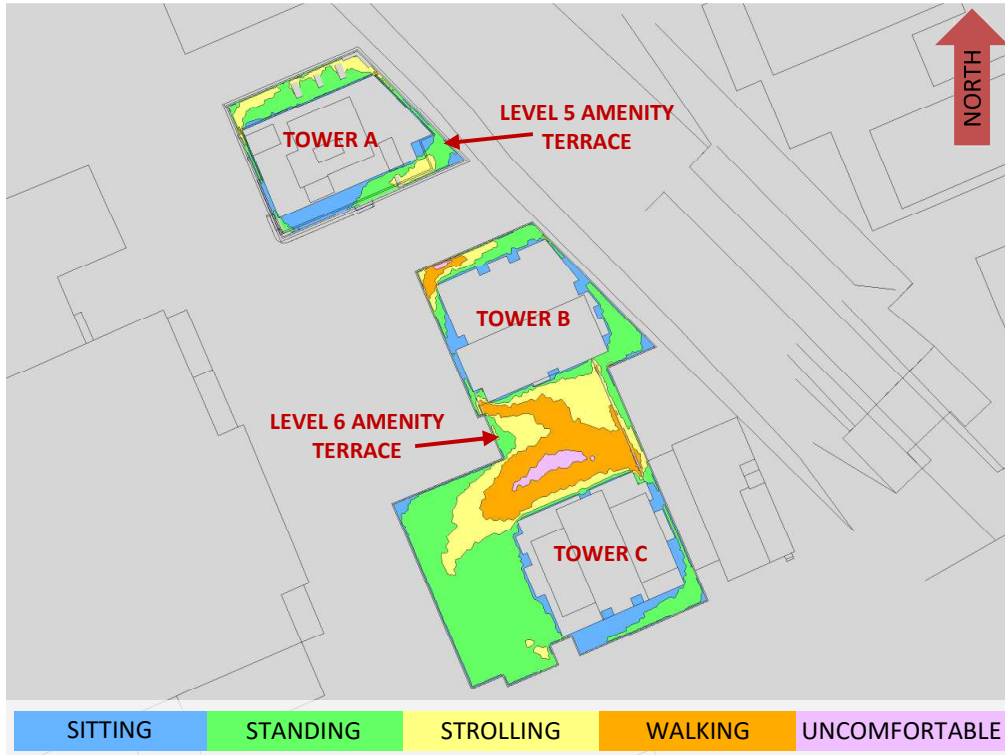 NORTH
LEVEL 5 AMENITY
TERRACE
TOWER A
TOWER B
LEVEL 6 AMENITY
TERRACE
TOWER C
SITTING
STANDING
STROLLING
WALKING
UNCOMFORTABLE